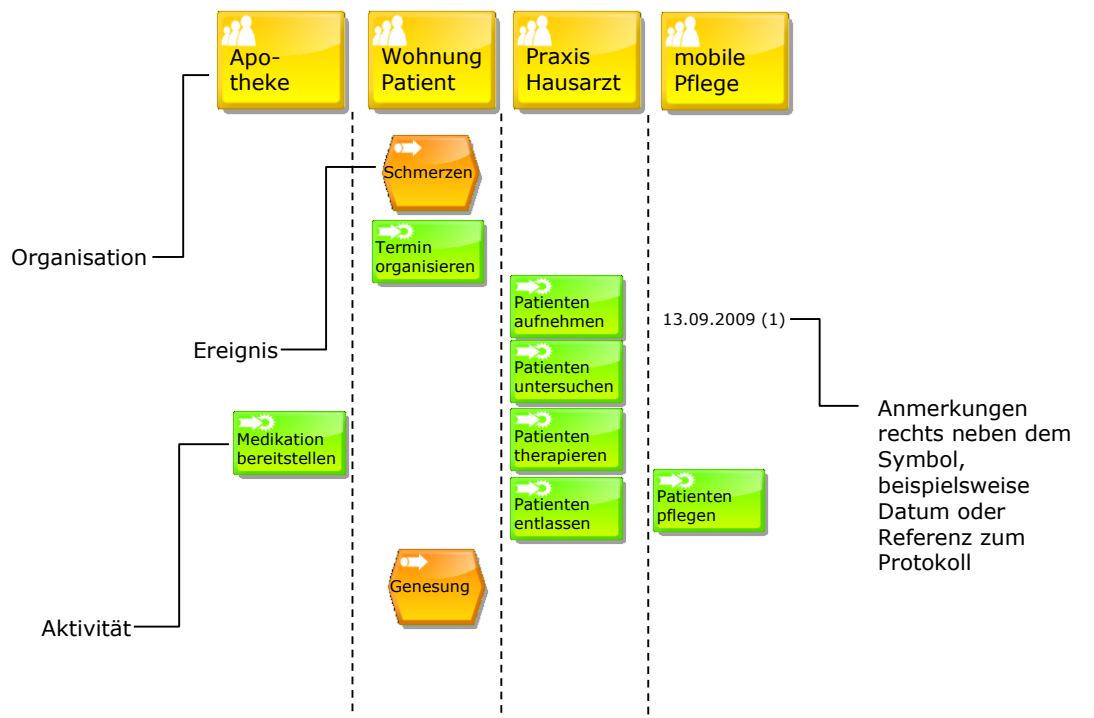 Apo-
theke
Wohnung
Patient
Praxis
Hausarzt
mobile
Pflege
Schmerzen
Termin
organisieren
Organisation
Patienten
aufnehmen
13.09.2009 (1)
Ereignis
Patienten
untersuchen
Anmerkungen
rechts neben dem
Symbol,
beispielsweise
Datum oder
Referenz zum
Protokoll
Medikation
bereitstellen
Patienten
therapieren
Patienten
entlassen
Patienten
pflegen
Genesung
Aktivität